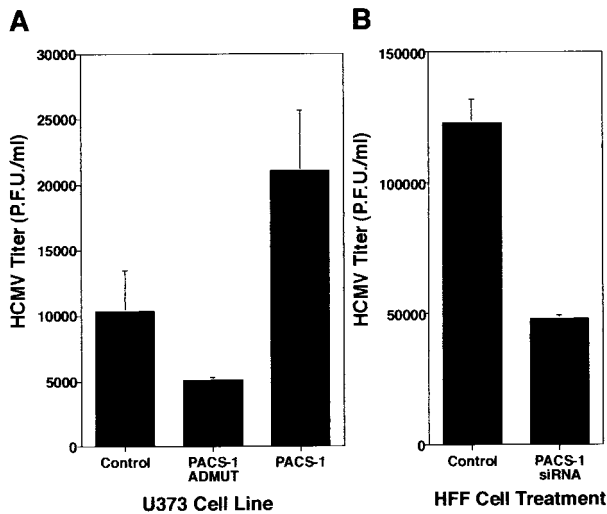 A
HCMV Titer (P.F.U./ml)
30000
25000
20000
15000
10000
5000
0
Control
PACS-1
ADMUT
PACS-1
U373 Cell Line
B
HCMV Titer (P.F.U./ml)
150000
100000
50000
0
Control
PACS-1
siRNA
HFF Cell Treatment